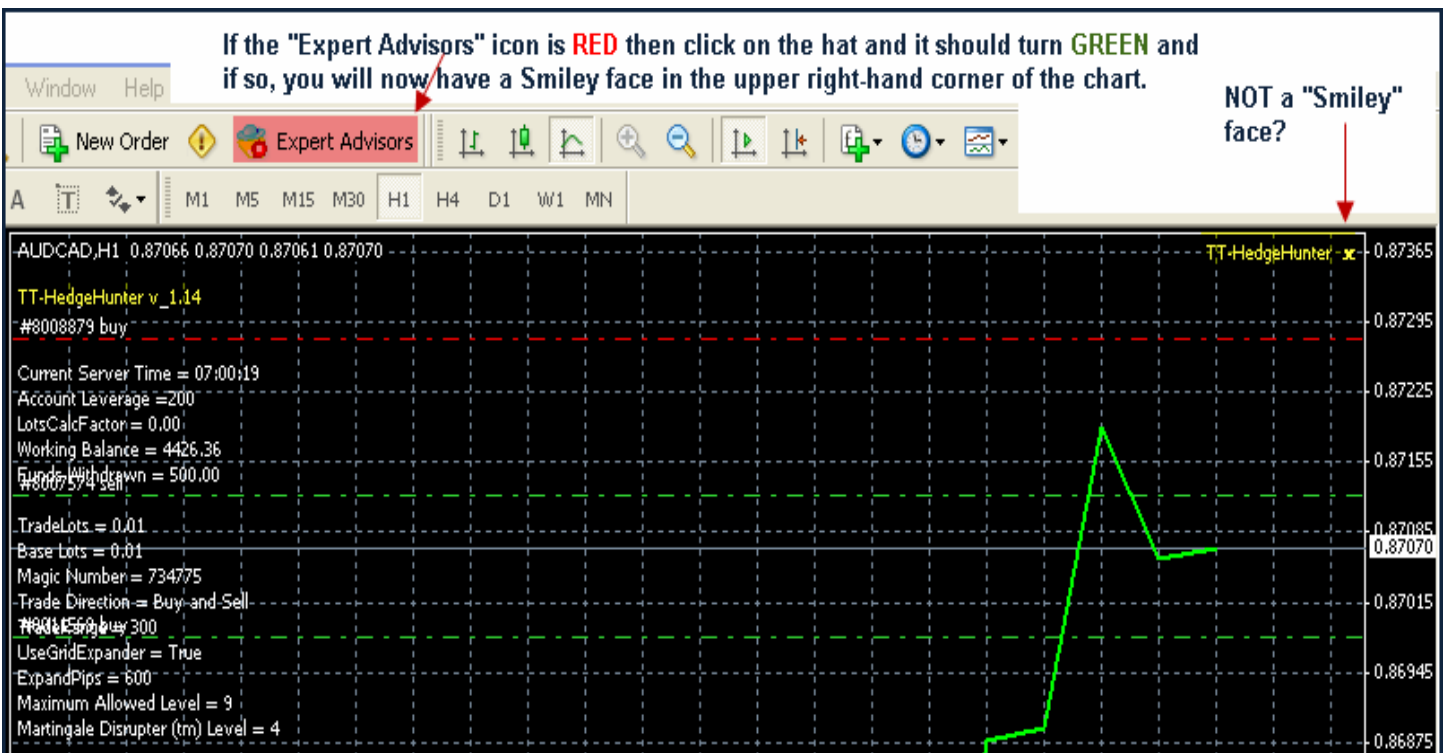 If the "Expert Advisors" icon is RED then click on the hat and it should turn GREEN and
if so, you will now have a Smiley face in the upper right-hand corner of the chart.
NOT a "Smiley"
face?
Window Help
New Order Expert Advisors
A T M1 M5 M15 M30 H1 H4 D1 W1 MN
AUDCAD,H1 0.87066 0.87070 0.87061 0.87070
TT-HedgeHunter x
0.87365
TT-HedgeHunter v_1.14
#8008879 buy
0.87295
Current Server Time = 07:00:19
Account Leverage =200
0.87225
LotsCalcFactor = 0.00
Working Balance = 4426.36
0.87155
Funds Withdrawn = 500.00
#8007574 sell
TradeLots = 0.01
0.87085
Base Lots = 0.01
0.87070
Magic Number = 734775
Trade Direction = Buy and Sell
0.87015
TradeRange = 300
UseGridExpander = True
0.86945
ExpandPips = 600
Maximum Allowed Level = 9
Martingale Disrupter (tm) Level = 4
0.86875